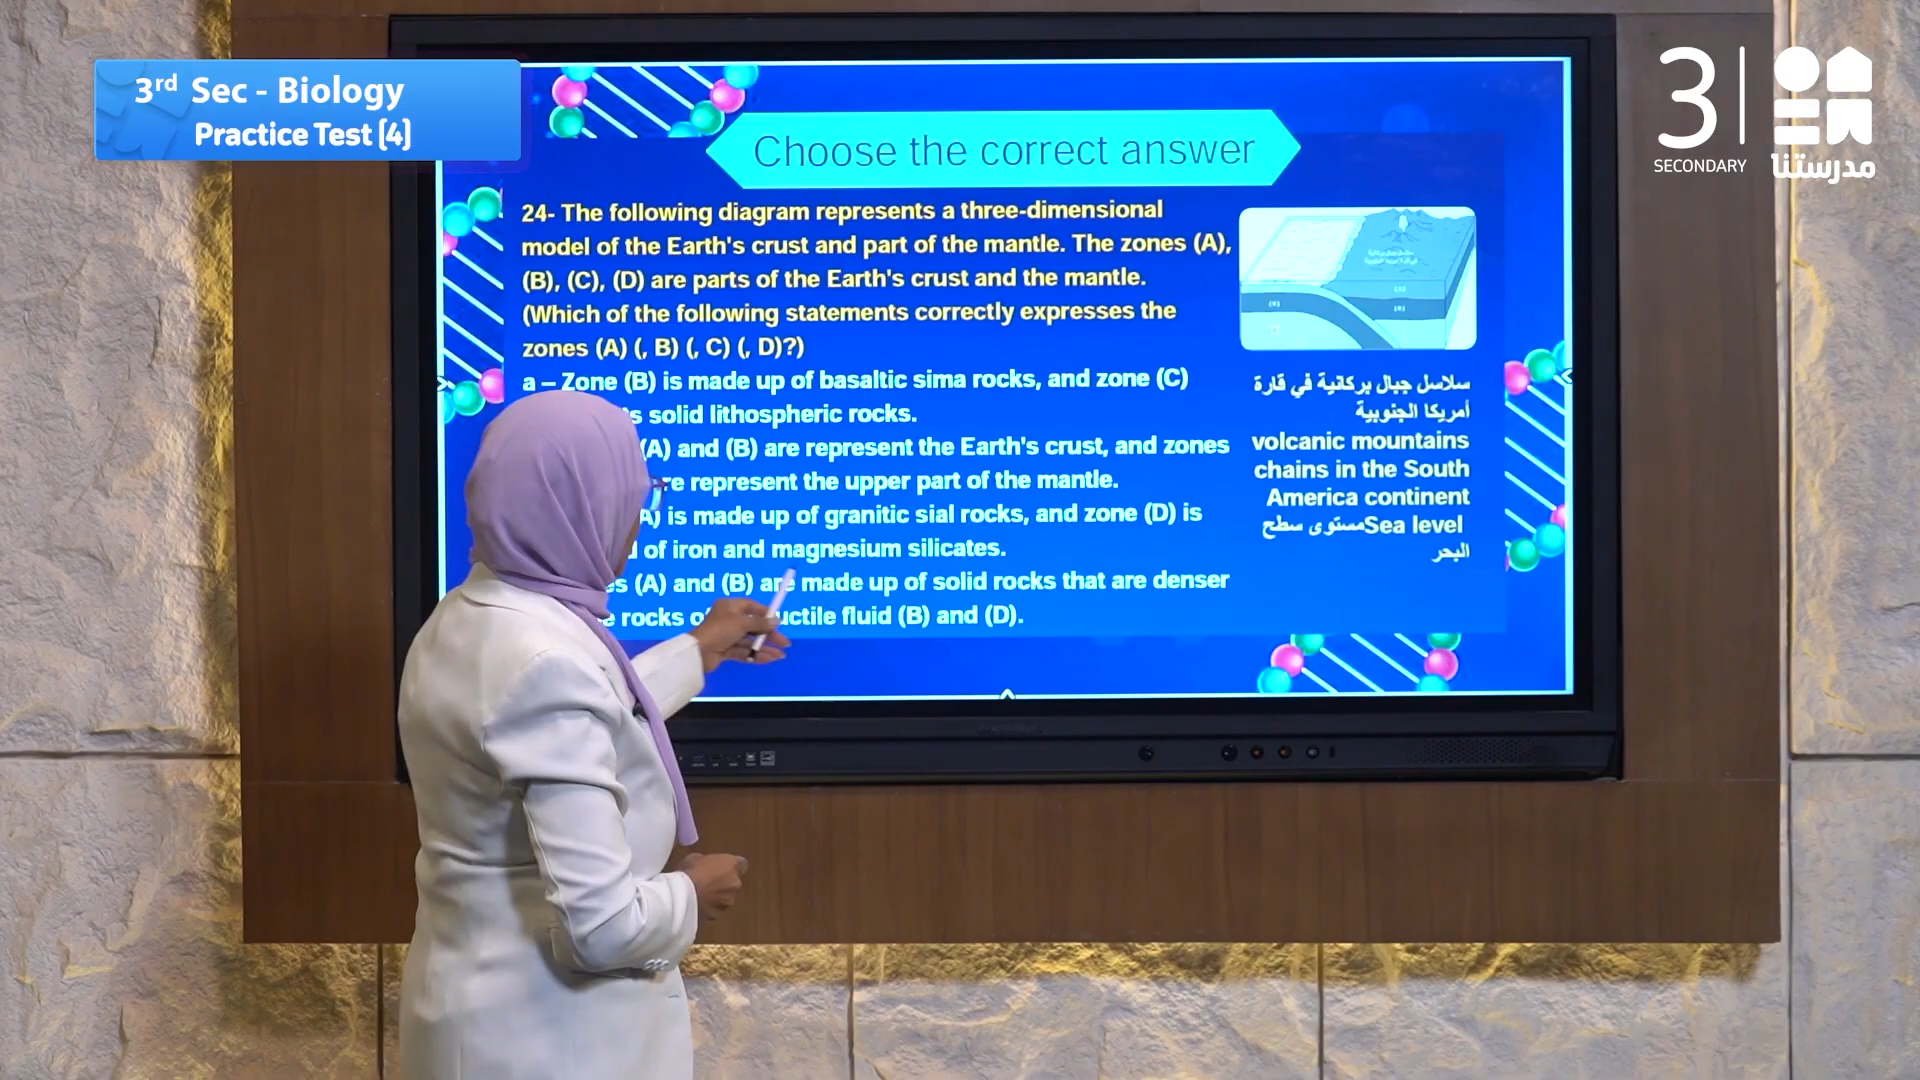 3rd Sec - Biology
Practice Test (4)
3
SECONDARY
مدرستنا
Choose the correct answer
24- The following diagram represents a three-dimensional
model of the Earth's crust and part of the mantle. The zones (A),
(B), (C), (D) are parts of the Earth's crust and the mantle.
(Which of the following statements correctly expresses the
zones (A) (, B) (, C) (, D)?)
a – Zone (B) is made up of basaltic sima rocks, and zone (C)
solid lithospheric rocks.
(A) and (B) are represent the Earth's crust, and zones
represent the upper part of the mantle.
is made up of granitic sial rocks, and zone (D) is
of iron and magnesium silicates.
(A) and (B) are made up of solid rocks that are denser
rocks fluid (B) and (D).
سلاسل جبال بركانية في قارة
أمريكا الجنوبية
volcanic mountains
chains in the South
America continent
Sea level مستوى سطح
البحر